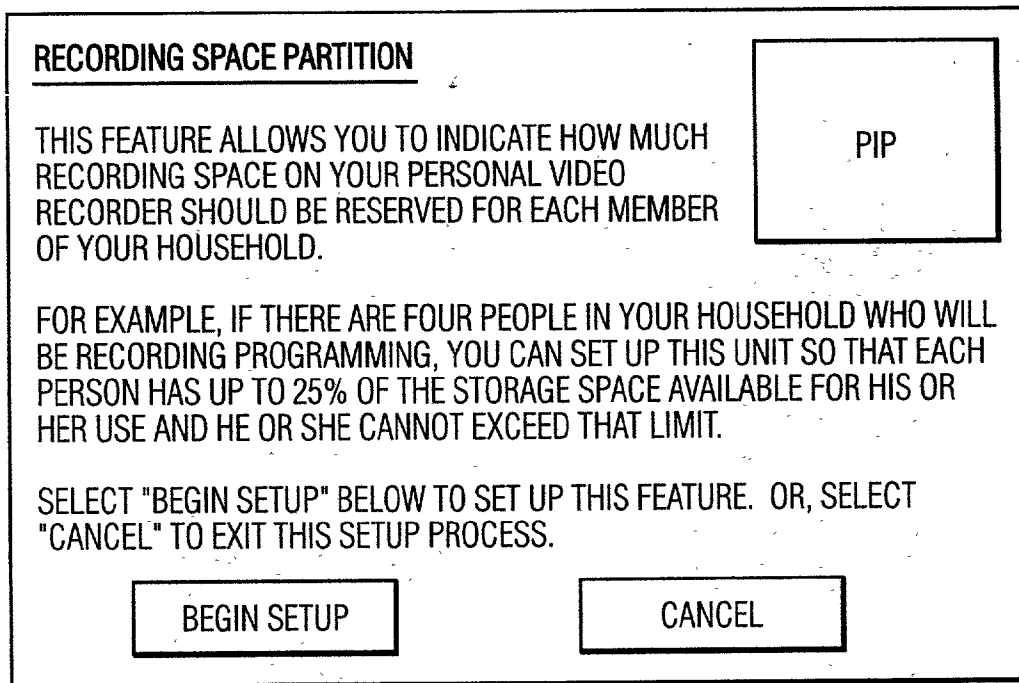 RECORDING SPACE PARTITION
THIS FEATURE ALLOWS YOU TO INDICATE HOW MUCH
RECORDING SPACE ON YOUR PERSONAL VIDEO
RECORDER SHOULD BE RESERVED FOR EACH MEMBER
OF YOUR HOUSEHOLD.
PIP
FOR EXAMPLE, IF THERE ARE FOUR PEOPLE IN YOUR HOUSEHOLD WHO WILL
BE RECORDING PROGRAMMING, YOU CAN SET UP THIS UNIT SO THAT EACH
PERSON HAS UP TO 25% OF THE STORAGE SPACE AVAILABLE FOR HIS OR
HER USE AND HE OR SHE CANNOT EXCEED THAT LIMIT.
SELECT "BEGIN SETUP" BELOW TO SET UP THIS FEATURE. OR, SELECT
"CANCEL" TO EXIT THIS SETUP PROCESS.
BEGIN SETUP
CANCEL